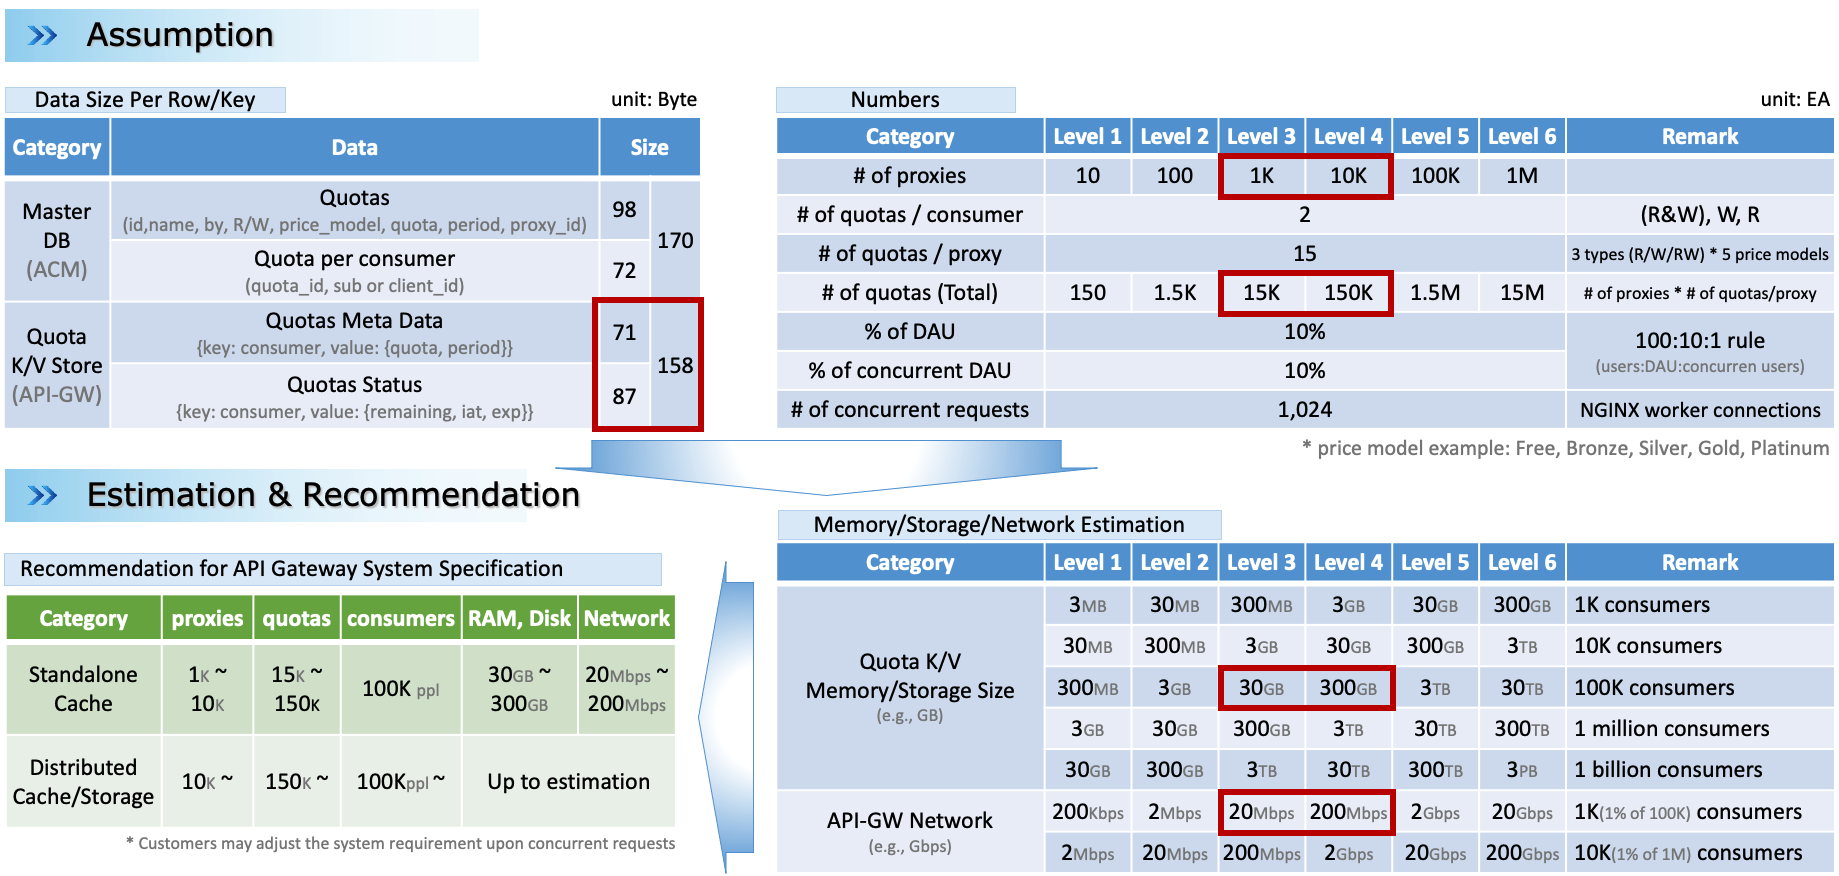 Assumption
Data Size Per Row/Key
unit: Byte
Category Data Size
Master DB (ACM)
Quotas
(id,name, by, R/W, price_model, quota, period, proxy_id)
98
170
Quota per consumer
(quota_id, sub or client_id)
72
Quota K/V Store (API-GW)
Quotas Meta Data
{key: consumer, value: {quota, period}}
71
158
Quotas Status
{key: consumer, value: {remaining, iat, exp}}
87
Numbers
unit: EA
Category Level 1 Level 2 Level 3 Level 4 Level 5 Level 6 Remark
# of proxies 10 100 1K 10K 100K 1M
# of quotas / consumer 2 (R&W), W, R
# of quotas / proxy 15 3 types (R/W/RW) * 5 price models
# of quotas (Total) 150 1.5K 15K 150K 1.5M 15M # of proxies * # of quotas/proxy
% of DAU 10%
100:10:1 rule
(users:DAU:concurren users)
% of concurrent DAU 10%
# of concurrent requests 1,024 NGINX worker connections
* price model example: Free, Bronze, Silver, Gold, Platinum
Estimation & Recommendation
Recommendation for API Gateway System Specification
Category proxies quotas consumers RAM, Disk Network
Standalone Cache
1K ~ 10K
15K ~ 150K
100K ppl
30GB ~ 300GB
20Mbps ~ 200Mbps
Distributed Cache/Storage
10K ~
150K ~
100Kppl ~
Up to estimation
* Customers may adjust the system requirement upon concurrent requests
Memory/Storage/Network Estimation
Category Level 1 Level 2 Level 3 Level 4 Level 5 Level 6 Remark
Quota K/V
Memory/Storage Size
(e.g., GB)
3MB 30MB 300MB 3GB 30GB 300GB 1K consumers
30MB 300MB 3GB 30GB 300GB 3TB 10K consumers
300MB 3GB 30GB 300GB 3TB 30TB 100K consumers
3GB 30GB 300GB 3TB 30TB 300TB 1 million consumers
30GB 300GB 3TB 30TB 300TB 3PB 1 billion consumers
API-GW Network
(e.g., Gbps)
200Kbps 2Mbps 20Mbps 200Mbps 2Gbps 20Gbps 1K(1% of 100K) consumers
2Mbps 20Mbps 200Mbps 2Gbps 20Gbps 200Gbps 10K(1% of 1M) consumers